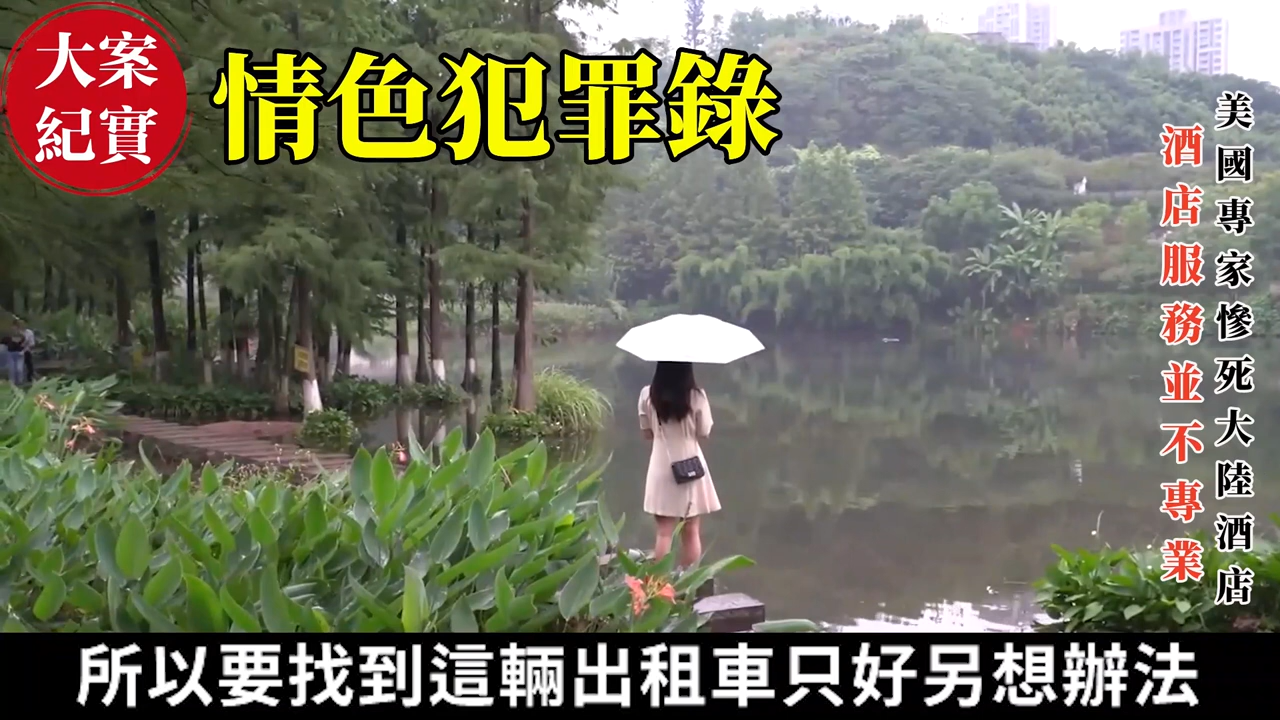 大案
紀實
情色犯罪錄
美國專家慘死大陸酒店
酒店服務並不專業
所以要找到這輛出租車只好另想辦法